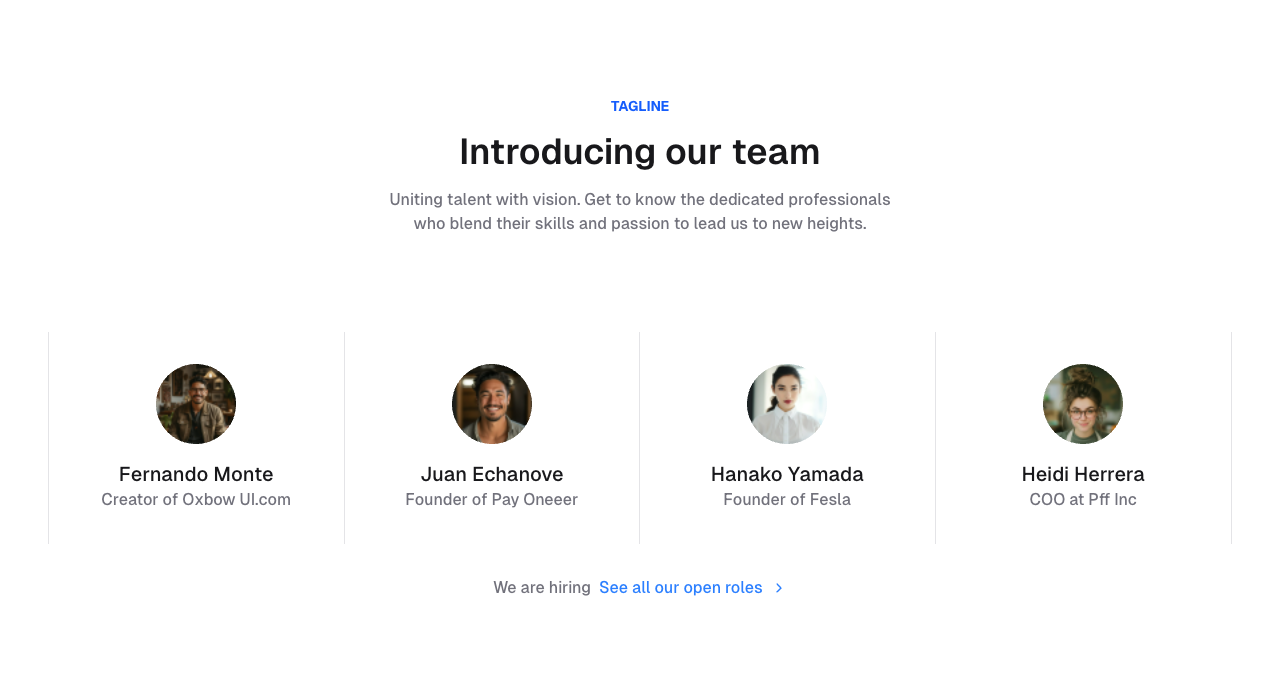 TAGLINE
Introducing our team
Uniting talent with vision. Get to know the dedicated professionals
who blend their skills and passion to lead us to new heights.
Fernando Monte
Creator of Oxbow UI.com
Juan Echanove
Founder of Pay Oneeer
Hanako Yamada
Founder of Fesla
Heidi Herrera
COO at Pff Inc
We are hiring See all our open roles